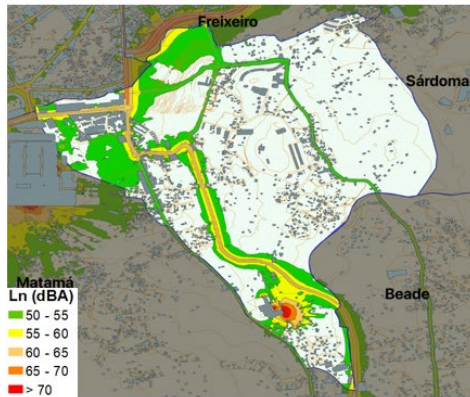 Freixeiro
Sárdoma
Matamá
Beade
Ln (dBA)
50 - 55
55 - 60
60 - 65
65 - 70
> 70